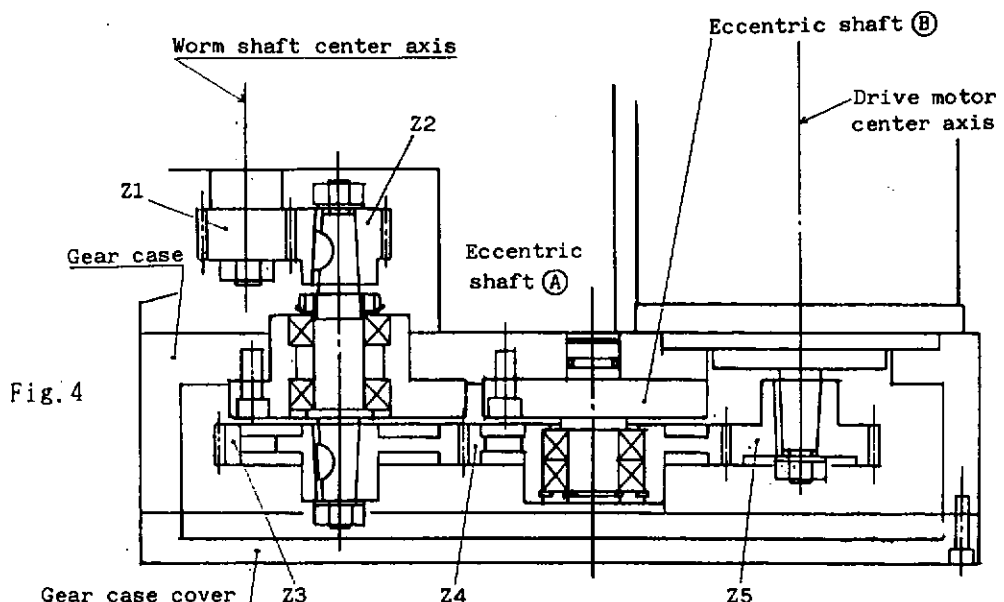 Eccentric shaft Ⓑ
Worm shaft center axis
Drive motor
center axis
Z2
Z1
Eccentric
shaft Ⓐ
Gear case
Fig. 4
Gear case cover
Z3
Z4
Z5